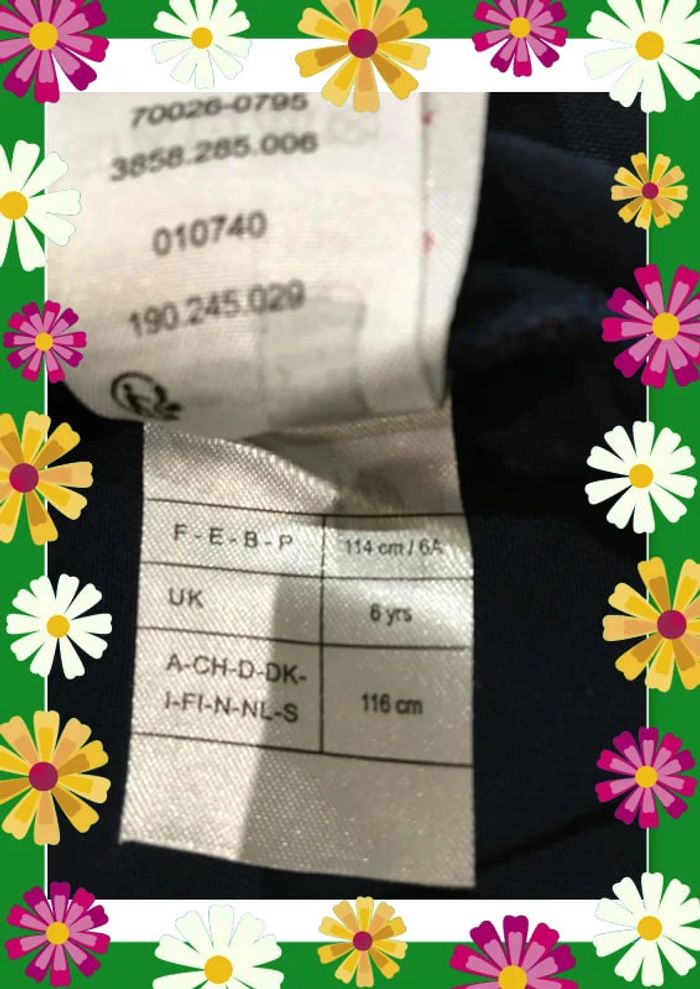 70026-0795
3858.285.006
010740
190.245.029
F-E-B-P 114 cm / 6A
UK 6 yrs
A-CH-D-DK-
I-FI-N-NL-S 116 cm